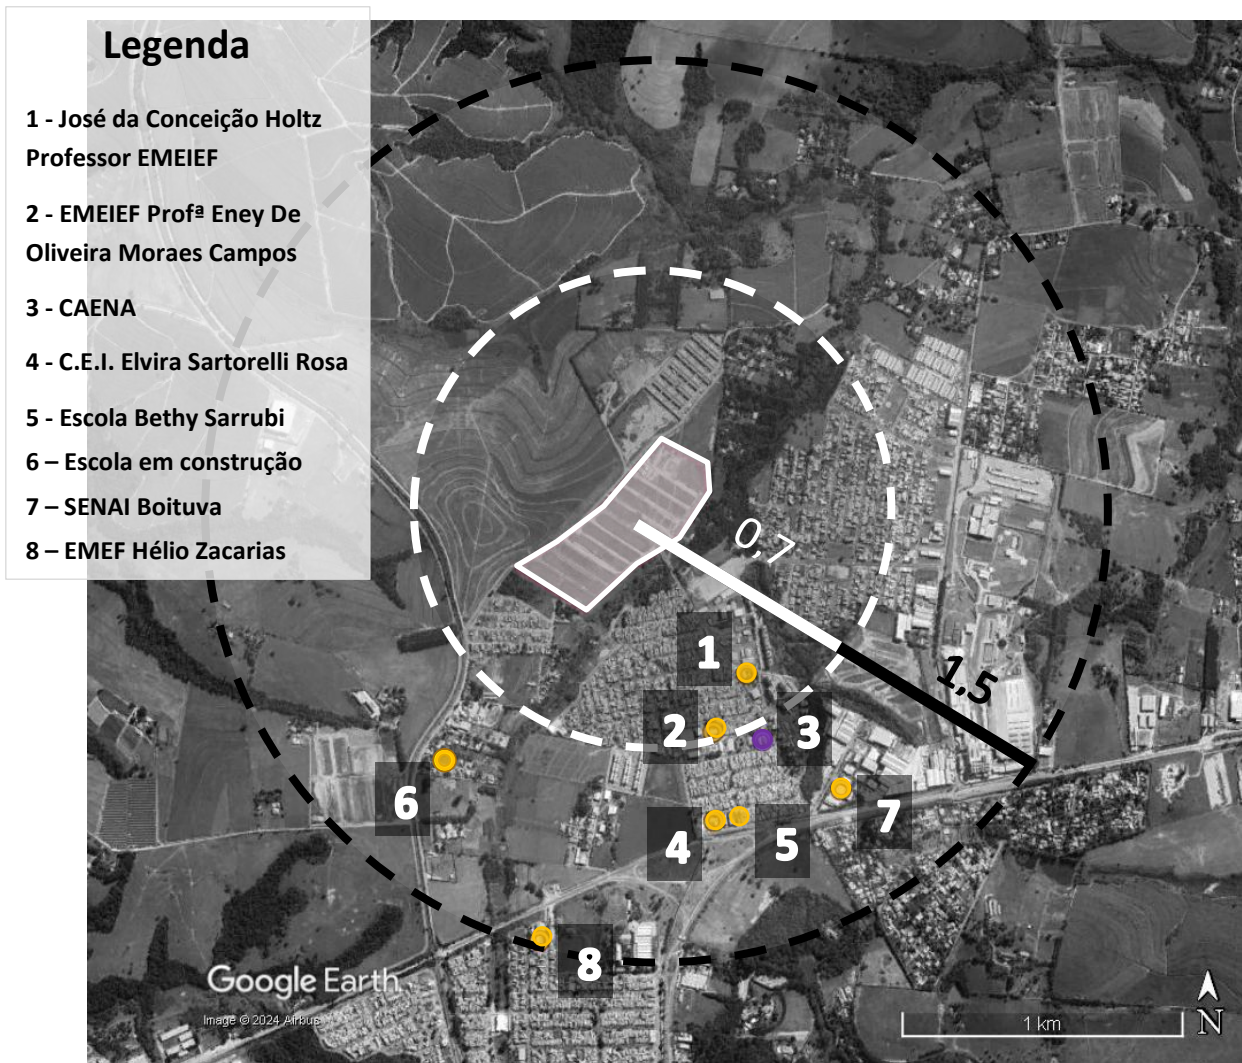 Legenda
1 - José da Conceição Holtz
Professor EMEIEF
2 - EMEIEF Profª Eney De
Oliveira Moraes Campos
3 - CAENA
4 - C.E.I. Elvira Sartorelli Rosa
5 - Escola Bethy Sarrubi
6 – Escola em construção
7 – SENAI Boituva
8 – EMEF Hélio Zacarias
0,7
1,5
1
2
3
6
7
4
5
8
Google Earth
Image © 2024 Airbus
1 km
N